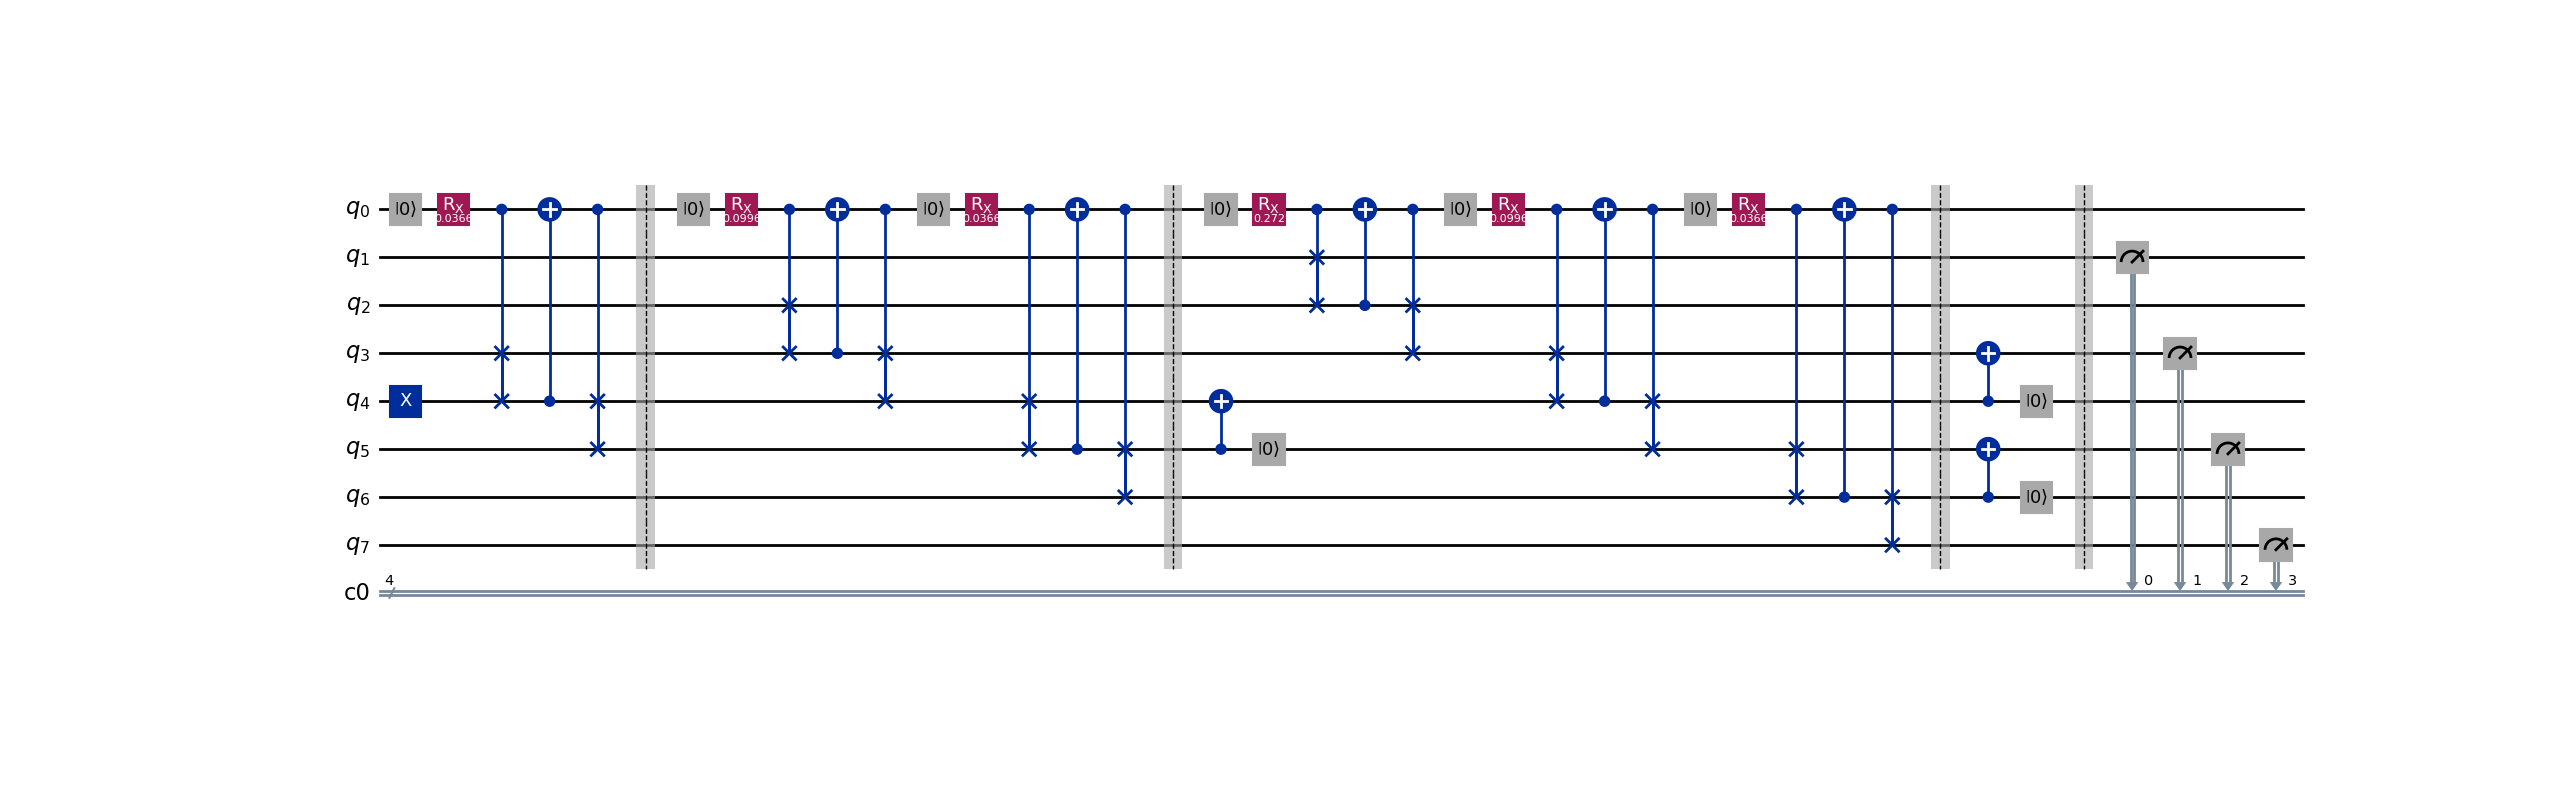 q0 |0⟩ RX 0.0366 |0⟩ RX 0.0996 |0⟩ RX 0.0366 |0⟩ RX 0.272 |0⟩ RX 0.0996 |0⟩ RX 0.0366
q1
q2
q3
q4 X |0⟩
q5 |0⟩
q6 |0⟩
q7
c0 4 0 1 2 3